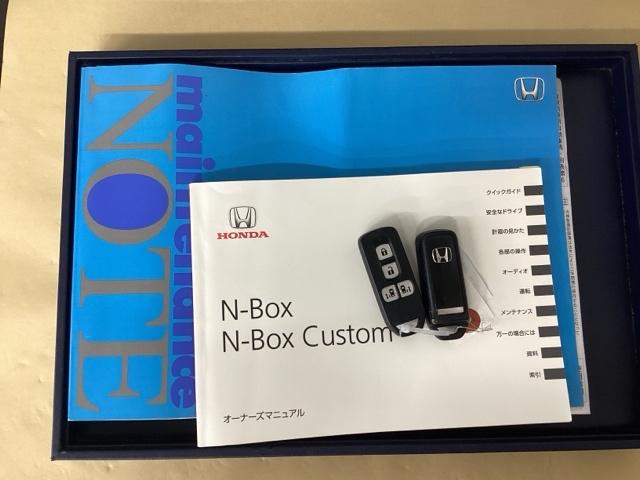 maintenance
NOTE
HONDA
N-Box
N-Box Custom
オーナーズマニュアル
クイックガイド
安全なドライブ
計器の見かた
各部の操作
オーディオ
運転
メンテナンス
万一の場合には
資料
索引